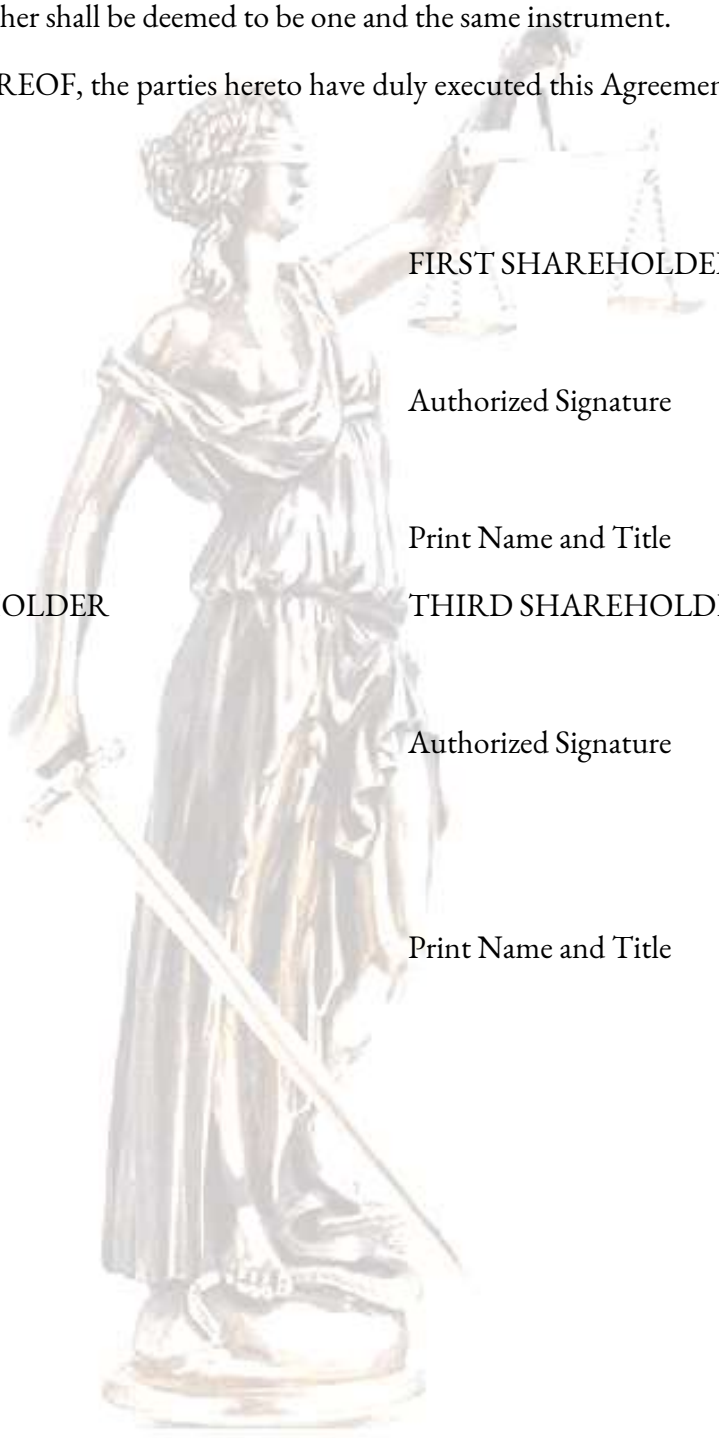 her shall be deemed to be one and the same instrument.
REOF, the parties hereto have duly executed this Agreemen
FIRST SHAREHOLDE
Authorized Signature
Print Name and Title
OLDER THIRD SHAREHOLD
Authorized Signature
Print Name and Title